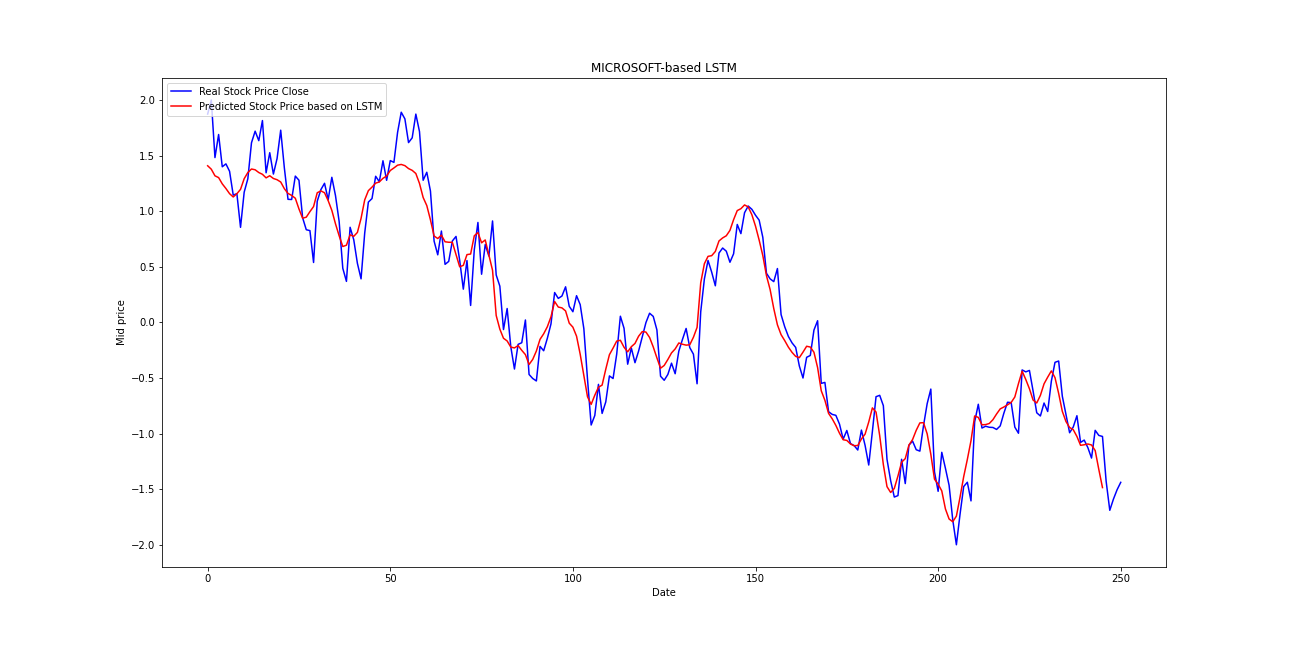 MICROSOFT-based LSTM
Real Stock Price Close
Predicted Stock Price based on LSTM
2.0
1.5
1.0
0.5
0.0
−0.5
−1.0
−1.5
−2.0
Mid price
0 50 100 150 200 250
Date